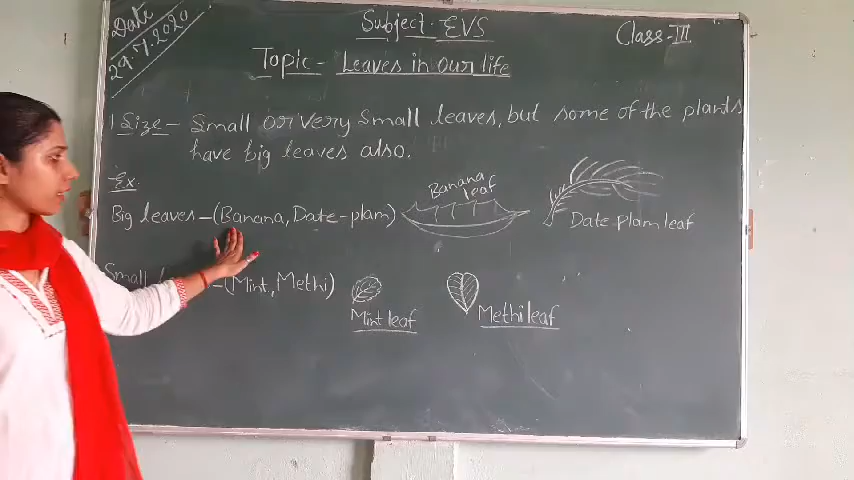 Date
29.7.2020
Subject:- EVS
Class-III
Topic:- Leaves in our life
1 Size- Small or very small leaves, but some of the plants
have big leaves also.
Ex.
Big leaves-(Banana, Date-plam)
Banana leaf
Date plam leaf
Small -(Mint, Methi)
Mint leaf
Methi leaf